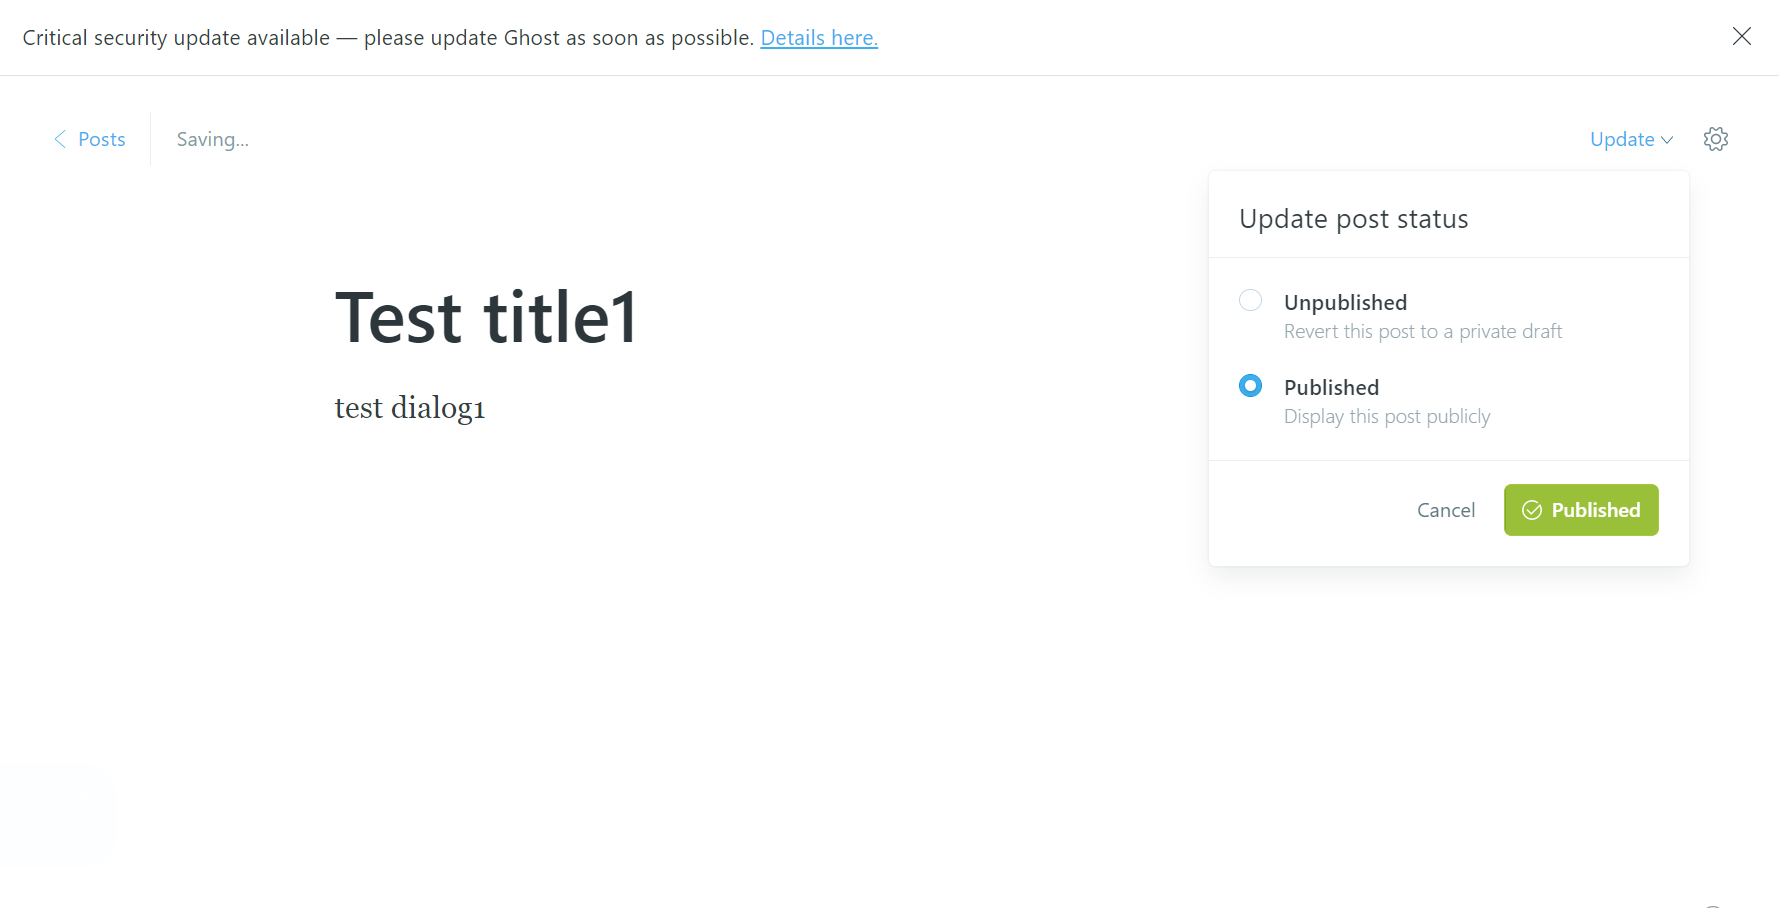 Critical security update available — please update Ghost as soon as possible. Details here.
Posts
Saving...
Update
Update post status
Test title1
Unpublished
Revert this post to a private draft
Published
Display this post publicly
test dialog1
Cancel
Published